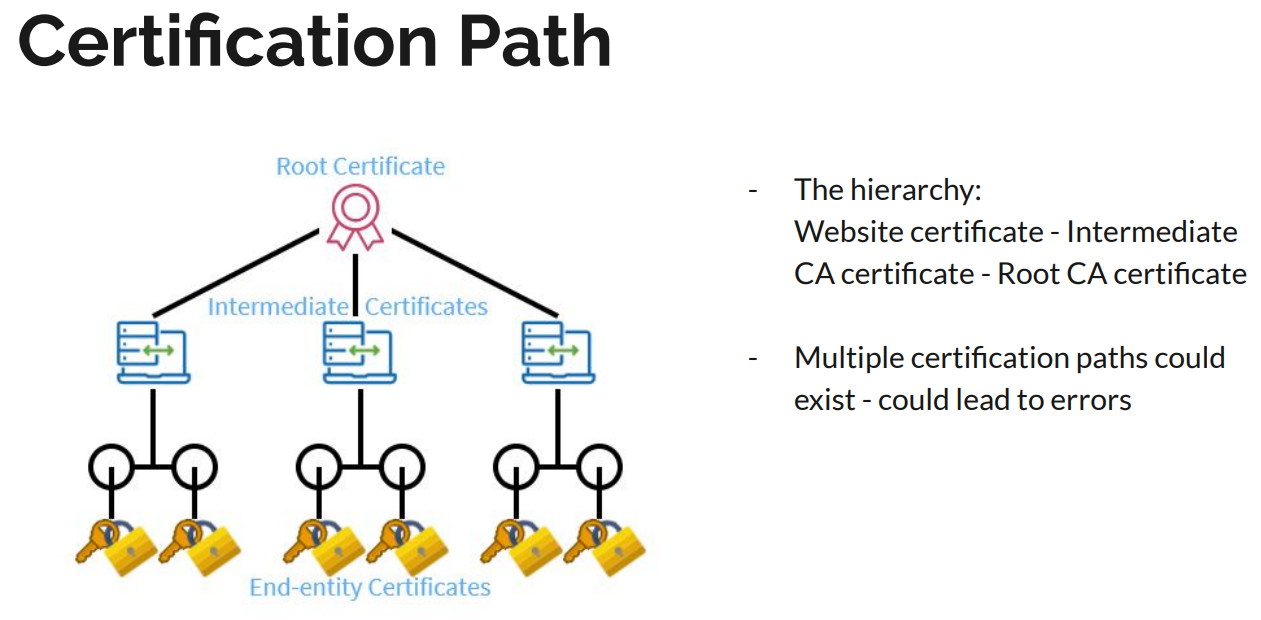 Certification Path
Root Certificate
Intermediate Certificates
End-entity Certificates
- The hierarchy:
Website certificate - Intermediate
CA certificate - Root CA certificate
- Multiple certification paths could
exist - could lead to errors